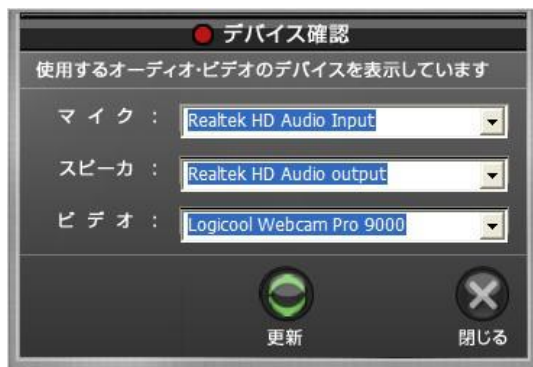 デバイス確認
使用するオーディオ･ビデオのデバイスを表示しています
マイク : Realtek HD Audio Input
スピーカ : Realtek HD Audio output
ビデオ : Logicool Webcam Pro 9000
更新 閉じる